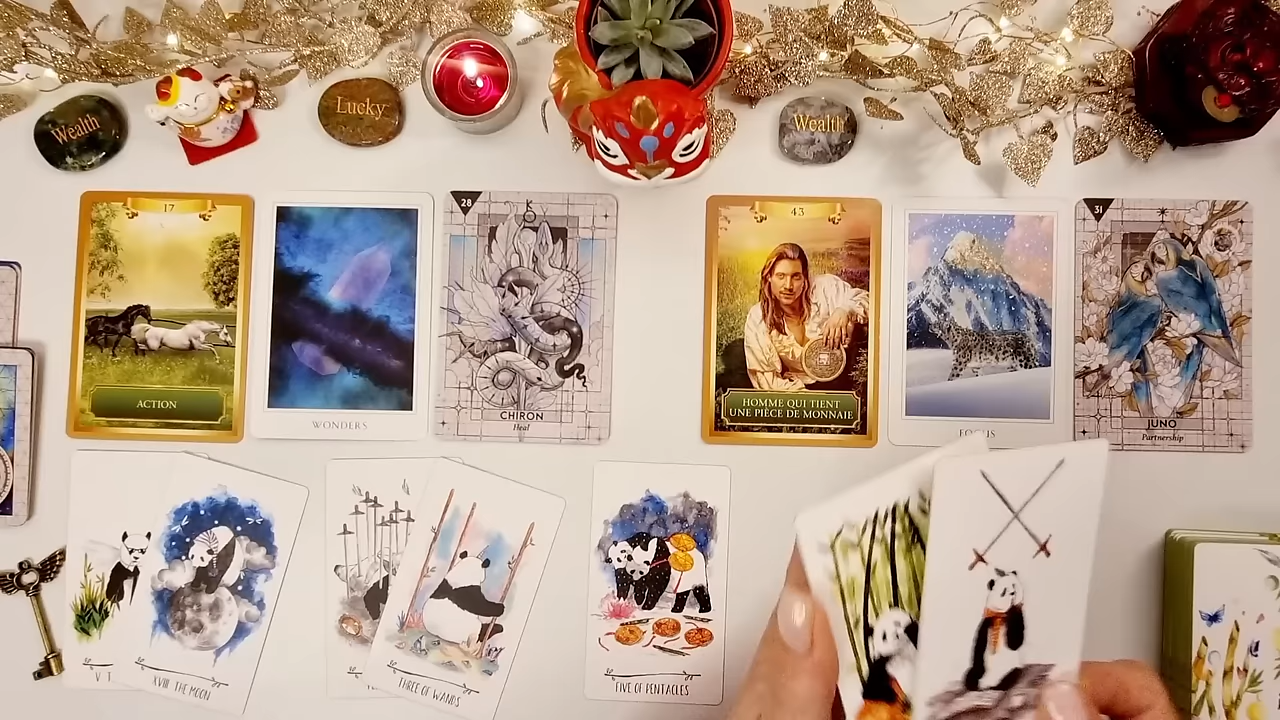 Wealth
Lucky
Wealth
17
ACTION
WONDERS
28
CHIRON
Heal
43
HOMME QUI TIENT
UNE PIÈCE DE MONNAIE
31
JUNO
Partnership
XVIII THE MOON
THREE OF WANDS
FIVE OF PENTACLES